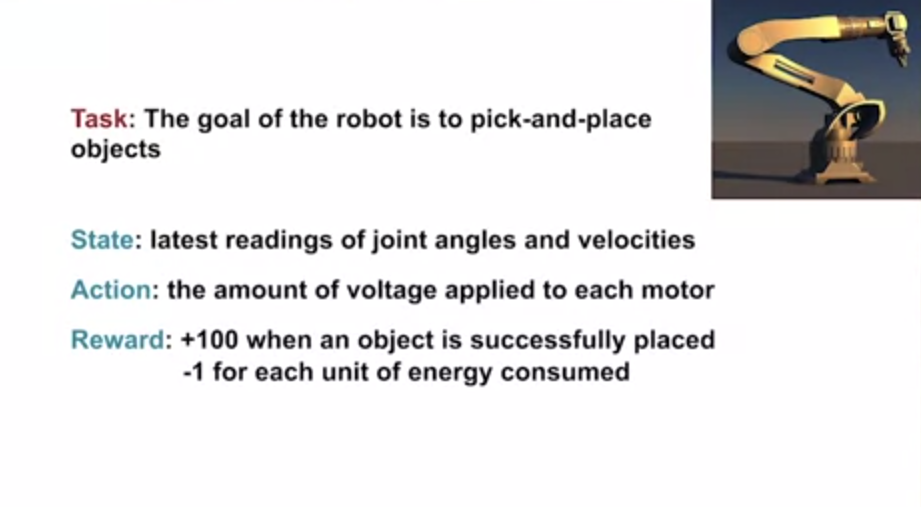 Task: The goal of the robot is to pick-and-place
objects
State: latest readings of joint angles and velocities
Action: the amount of voltage applied to each motor
Reward: +100 when an object is successfully placed
-1 for each unit of energy consumed